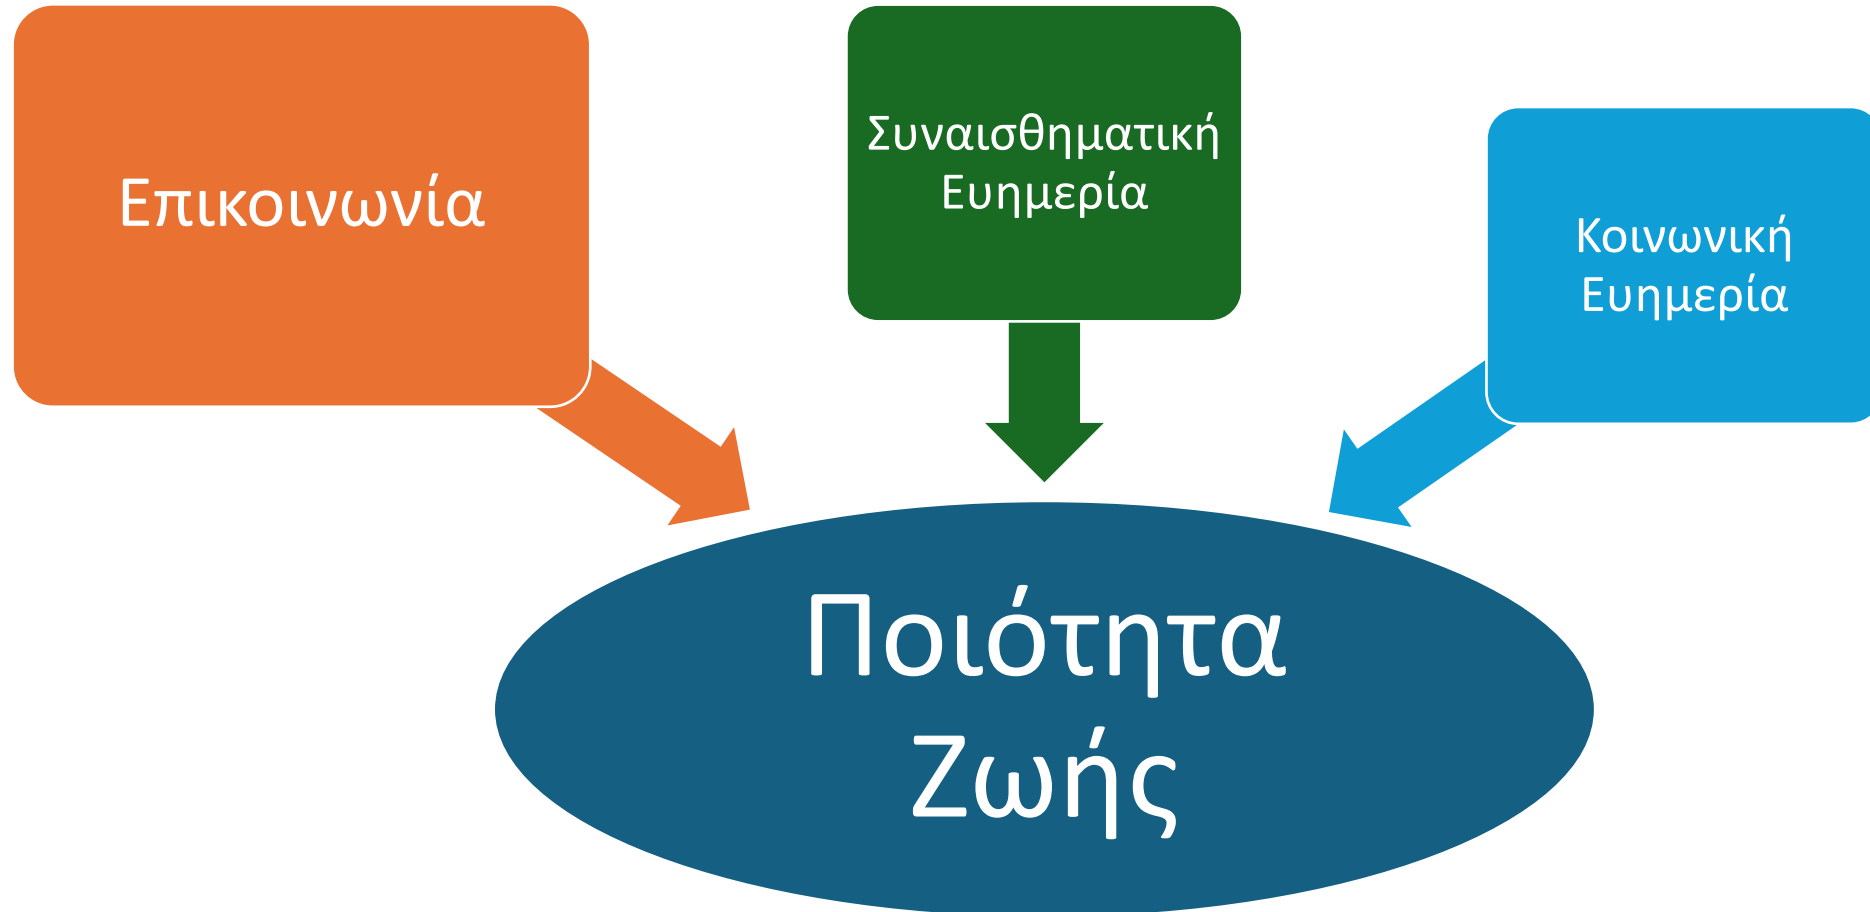 Επικοινωνία
Συναισθηματική
Ευημερία
Κοινωνική
Ευημερία
Ποιότητα
Ζωής